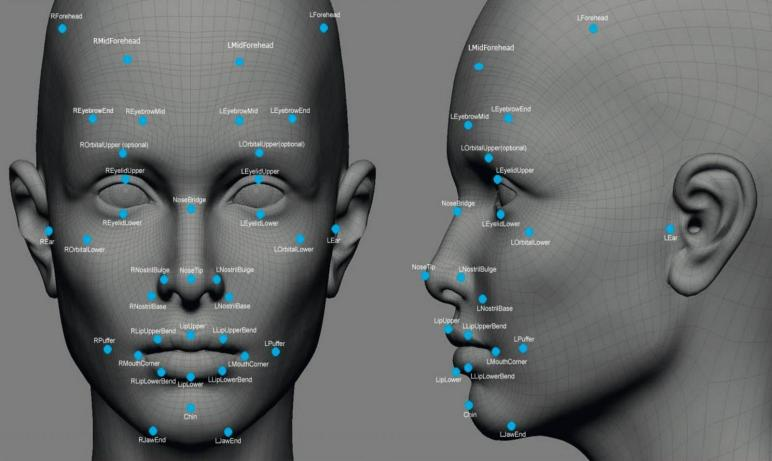 RForehead
LForehead
RMidForehead
LMidForehead
REyebrowEnd
REyebrowMid
LEyebrowMid
LEyebrowEnd
ROrbitalUpper (optional)
LOrbitalUpper(optional)
REyelidUpper
LEyelidUpper
NoseBridge
REyelidLower
LEyelidLower
REar
ROrbitalLower
LOrbitalLower
LEar
RNostrilBulge
NoseTip
LNostrilBulge
RNostrilBase
LNostrilBase
RLipUpperBend
LipUpper
LLipUpperBend
RPuffer
LPuffer
RMouthCorner
LMouthCorner
RLipLowerBend
LipLower
LLipLowerBend
Chin
RJawEnd
LJawEnd
LForehead
LMidForehead
LEyebrowMid
LEyebrowEnd
LOrbitalUpper(optional)
LEyelidUpper
NoseBridge
LEyelidLower
LOrbitalLower
LEar
NoseTip
LNostrilBulge
LNostrilBase
LipUpper
LLipUpperBend
LPuffer
LMouthCorner
LipLower
LLipLowerBend
Chin
LJawEnd